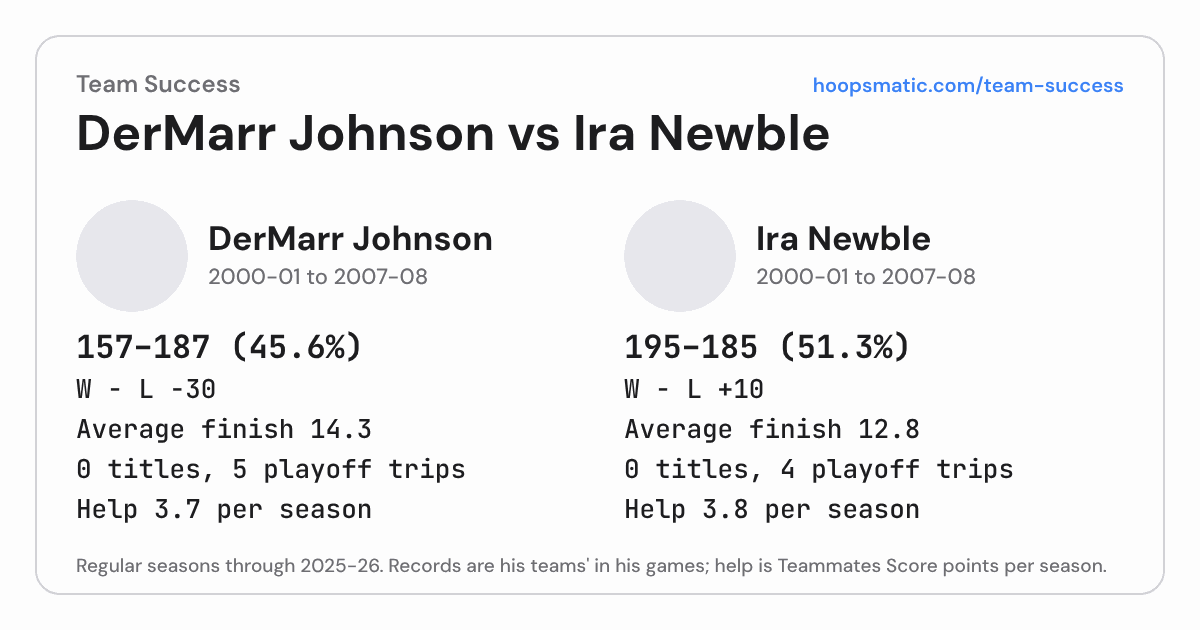 Team Success
hoopsmatic.com/team-success
DerMarr Johnson vs Ira Newble
DerMarr Johnson
2000-01 to 2007-08
157–187 (45.6%)
W - L -30
Average finish 14.3
0 titles, 5 playoff trips
Help 3.7 per season
Ira Newble
2000-01 to 2007-08
195–185 (51.3%)
W - L +10
Average finish 12.8
0 titles, 4 playoff trips
Help 3.8 per season
Regular seasons through 2025-26. Records are his teams' in his games; help is Teammates Score points per season.